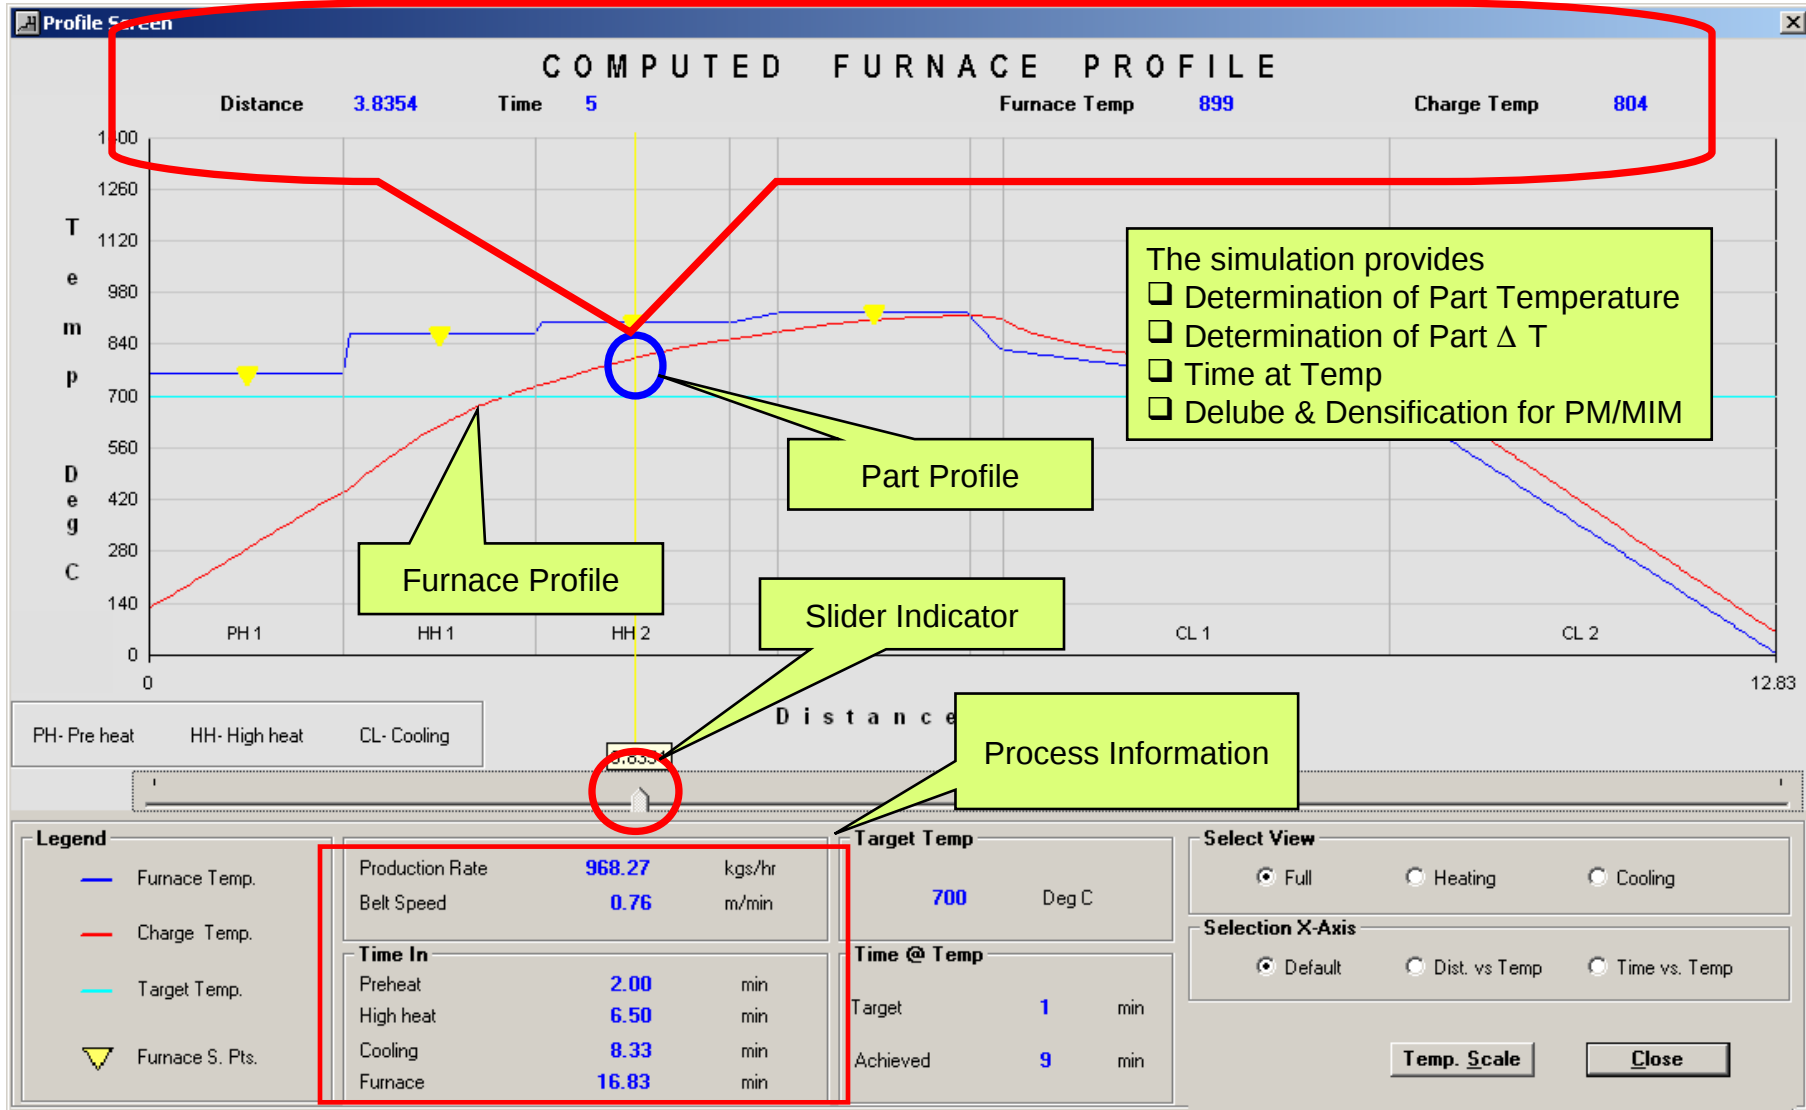 Profile Screen
COMPUTED FURNACE PROFILE
Distance 3.8354 Time 5 Furnace Temp 899 Charge Temp 804
1400
1260
1120
980
840
700
560
420
280
140
0
Temp Deg C
The simulation provides
❑ Determination of Part Temperature
❑ Determination of Part Δ T
❑ Time at Temp
❑ Delube & Densification for PM/MIM
Part Profile
Furnace Profile
Slider Indicator
PH 1 HH 1 HH 2 CL 1 CL 2
0 12.83
Distance
PH- Pre heat HH- High heat CL- Cooling
Process Information
Legend
Furnace Temp.
Charge Temp.
Target Temp.
Furnace S. Pts.
Production Rate 968.27 kgs/hr
Belt Speed 0.76 m/min
Time In
Preheat 2.00 min
High heat 6.50 min
Cooling 8.33 min
Furnace 16.83 min
Target Temp
700 Deg C
Time @ Temp
Target 1 min
Achieved 9 min
Select View
Full Heating Cooling
Selection X-Axis
Default Dist. vs Temp Time vs. Temp
Temp. Scale Close